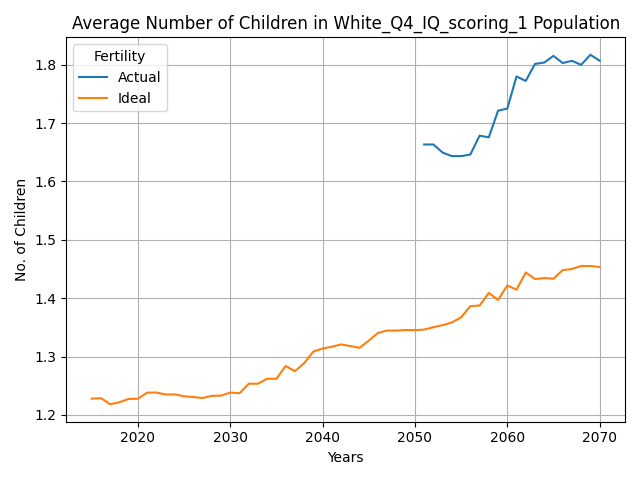 Average Number of Children in White_Q4_IQ_scoring_1 Population
Fertility
Actual
Ideal
No. of Children
1.8
1.7
1.6
1.5
1.4
1.3
1.2
2020 2030 2040 2050 2060 2070
Years